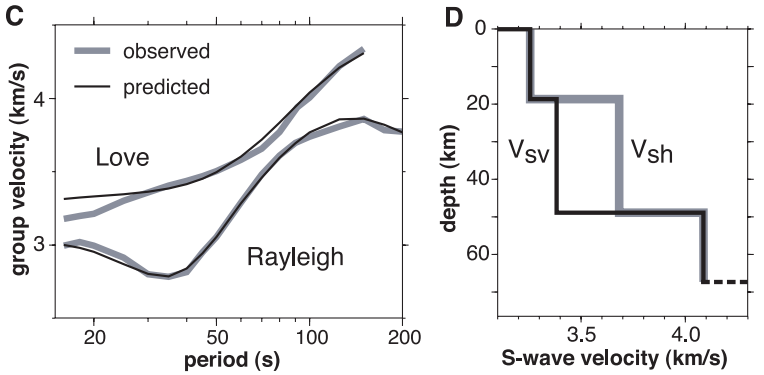 C
observed
predicted
Love
Rayleigh
group velocity (km/s)
4
3
20
50
100
200
period (s)
D
0
20
40
60
depth (km)
Vsv
Vsh
3.5
4.0
S-wave velocity (km/s)